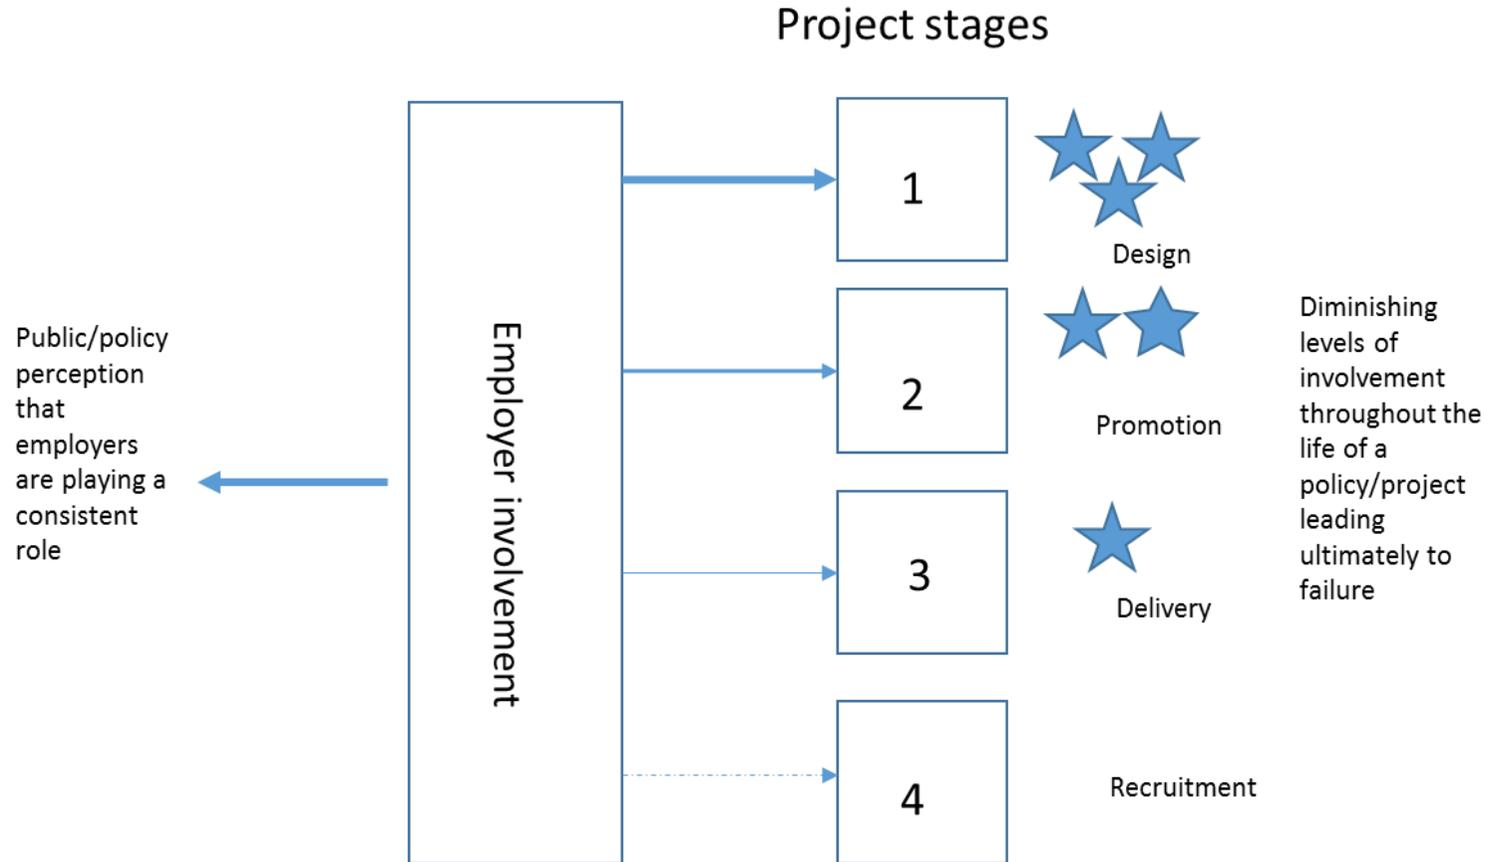 Project stages
1
Design
2
Promotion
3
Delivery
4
Recruitment
Employer involvement
Public/policy
perception
that
employers
are playing a
consistent
role
Diminishing
levels of
involvement
throughout the
life of a
policy/project
leading
ultimately to
failure